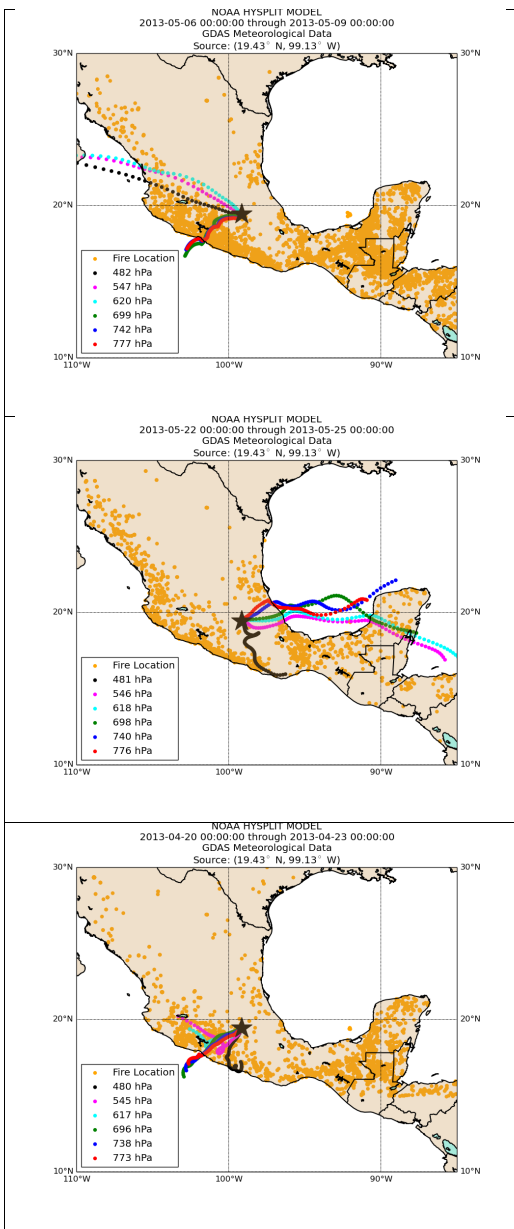 NOAA HYSPLIT MODEL
2013-05-06 00:00:00 through 2013-05-09 00:00:00
GDAS Meteorological Data
Source: (19.43° N, 99.13° W)
30°N 30°N
20°N 20°N
Fire Location
482 hPa
547 hPa
620 hPa
699 hPa
742 hPa
777 hPa
10°N 10°N
110°W 100°W 90°W
NOAA HYSPLIT MODEL
2013-05-22 00:00:00 through 2013-05-25 00:00:00
GDAS Meteorological Data
Source: (19.43° N, 99.13° W)
30°N 30°N
20°N 20°N
Fire Location
481 hPa
546 hPa
618 hPa
698 hPa
740 hPa
776 hPa
10°N 10°N
110°W 100°W 90°W
NOAA HYSPLIT MODEL
2013-04-20 00:00:00 through 2013-04-23 00:00:00
GDAS Meteorological Data
Source: (19.43° N, 99.13° W)
30°N 30°N
20°N 20°N
Fire Location
480 hPa
545 hPa
617 hPa
696 hPa
738 hPa
773 hPa
10°N 10°N
110°W 100°W 90°W